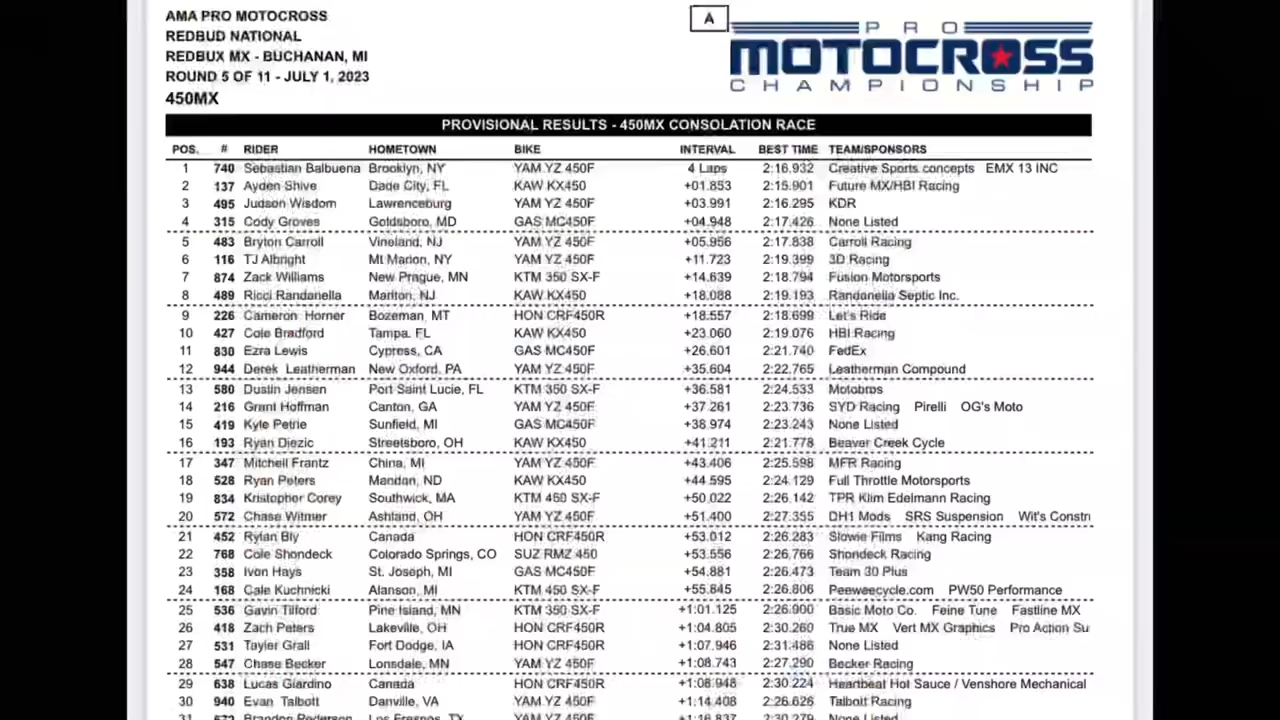 AMA PRO MOTOCROSS
REDBUD NATIONAL
REDBUX MX - BUCHANAN, MI
ROUND 5 OF 11 - JULY 1, 2023
450MX
A
PRO
MOTOCROSS
CHAMPIONSHIP
PROVISIONAL RESULTS - 450MX CONSOLATION RACE
POS. # RIDER HOMETOWN BIKE INTERVAL BEST TIME TEAM/SPONSORS
1 740 Sebastian Balbuena Brooklyn, NY YAM YZ 450F 4 Laps 2:16.932 Creative Sports concepts EMX 13 INC
2 137 Ayden Shive Dade City, FL KAW KX450 +01.853 2:15.901 Future MX/HBI Racing
3 495 Judson Wisdom Lawrenceburg YAM YZ 450F +03.991 2:16.295 KDR
4 315 Cody Groves Goldsboro, MD GAS MC450F +04.948 2:17.426 None Listed
5 483 Bryton Carroll Vineland, NJ YAM YZ 450F +05.956 2:17.838 Carroll Racing
6 116 TJ Albright Mt Marion, NY YAM YZ 450F +11.723 2:19.399 3D Racing
7 874 Zack Williams New Prague, MN KTM 350 SX-F +14.639 2:18.794 Fusion Motorsports
8 489 Ricci Randanella Marlton, NJ KAW KX450 +18.088 2:19.193 Randanella Septic Inc.
9 226 Cameron Horner Bozeman, MT HON CRF450R +18.557 2:18.699 Let's Ride
10 427 Cole Bradford Tampa, FL KAW KX450 +23.060 2:19.076 HBI Racing
11 830 Ezra Lewis Cypress, CA GAS MC450F +26.601 2:21.740 FedEx
12 944 Derek Leatherman New Oxford, PA YAM YZ 450F +35.604 2:22.765 Leatherman Compound
13 580 Dustin Jensen Port Saint Lucie, FL KTM 350 SX-F +36.581 2:24.533 Motobros
14 216 Grant Hoffman Canton, GA YAM YZ 450F +37.261 2:23.736 SYD Racing Pirelli OG's Moto
15 419 Kyle Petrie Sunfield, MI GAS MC450F +38.974 2:23.243 None Listed
16 193 Ryan Diezic Streetsboro, OH KAW KX450 +41.211 2:21.778 Beaver Creek Cycle
17 347 Mitchell Frantz China, MI YAM YZ 450F +43.406 2:25.598 MFR Racing
18 528 Ryan Peters Mandan, ND KAW KX450 +44.595 2:24.129 Full Throttle Motorsports
19 834 Kristopher Corey Southwick, MA KTM 450 SX-F +50.022 2:26.142 TPR Klim Edelmann Racing
20 572 Chase Witmer Ashland, OH YAM YZ 450F +51.400 2:27.355 DH1 Mods SRS Suspension Wit's Constru
21 452 Rylan Bly Canada HON CRF450R +53.012 2:26.283 Slowie Films Kang Racing
22 768 Cole Shondeck Colorado Springs, CO SUZ RMZ 450 +53.556 2:26.766 Shondeck Racing
23 358 Ivon Hays St. Joseph, MI GAS MC450F +54.881 2:26.473 Team 30 Plus
24 168 Cale Kuchnicki Alanson, MI KTM 450 SX-F +55.845 2:26.806 Peeweecycle.com PW50 Performance
25 536 Gavin Tilford Pine Island, MN KTM 350 SX-F +1:01.125 2:26.900 Basic Moto Co. Feine Tune Fastline MX
26 418 Zach Peters Lakeville, OH HON CRF450R +1:04.805 2:30.260 True MX Vert MX Graphics Pro Action Su
27 531 Tayler Grall Fort Dodge, IA HON CRF450R +1:07.946 2:31.486 None Listed
28 547 Chase Becker Lonsdale, MN YAM YZ 450F +1:08.743 2:27.290 Becker Racing
29 638 Lucas Giardino Canada HON CRF450R +1:08.948 2:30.224 Heartbeat Hot Sauce / Venshore Mechanical
30 940 Evan Talbott Danville, VA YAM YZ 450F +1:14.408 2:26.626 Talbott Racing
31 Brandon Pederson Los Fresnos, TX YAM YZ 450F +1:16.837 2:30.279 None Listed